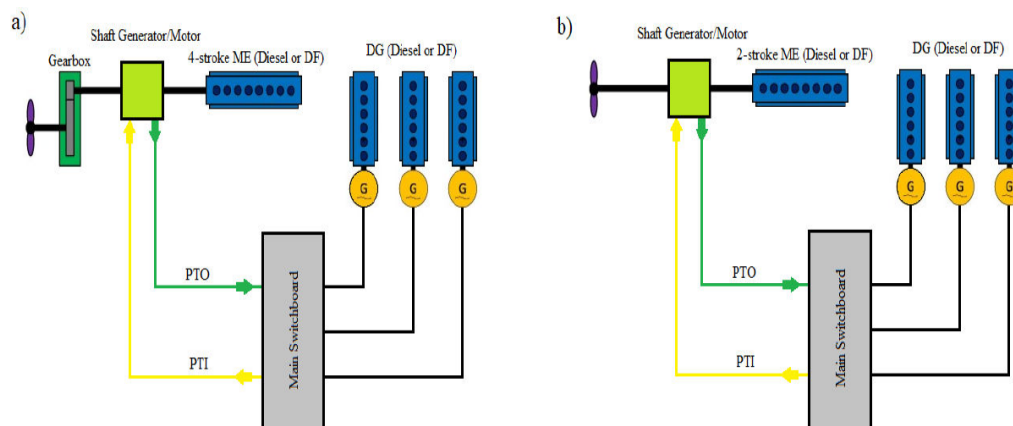 a)
Shaft Generator/Motor
Gearbox
4-stroke ME (Diesel or DF)
DG (Diesel or DF)
G
G
G
PTO
PTI
Main Switchboard
b)
Shaft Generator/Motor
2-stroke ME (Diesel or DF)
DG (Diesel or DF)
G
G
G
PTO
PTI
Main Switchboard